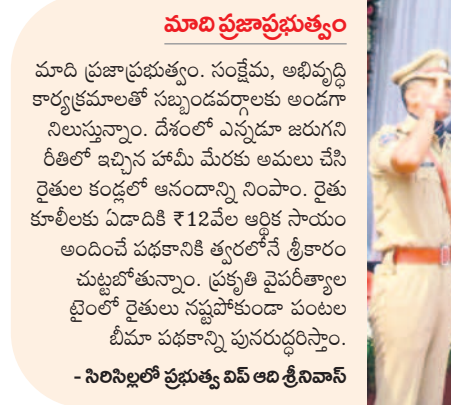 మాది ప్రజాప్రభుత్వం
మాది ప్రజాప్రభుత్వం. సంక్షేమ, అభివృద్ధి
కార్యక్రమాలతో సబ్బండవర్గాలకు అండగా
నిలుస్తున్నాం. దేశంలో ఎన్నడూ జరుగని
రీతిలో ఇచ్చిన హామీ మేరకు అమలు చేసి
రైతుల కండ్లలో ఆనందాన్ని నింపాం. రైతు
కూలీలకు ఏడాదికి ₹12వేల ఆర్థిక సాయం
అందించే పథకానికి త్వరలోనే శ్రీకారం
చుట్టబోతున్నాం. ప్రకృతి వైపరీత్యాల
టైంలో రైతులు నష్టపోకుండా పంటల
బీమా పథకాన్ని పునరుద్ధరిస్తాం.
- సిరిసిల్లలో ప్రభుత్వ విప్ ఆది శ్రీనివాస్